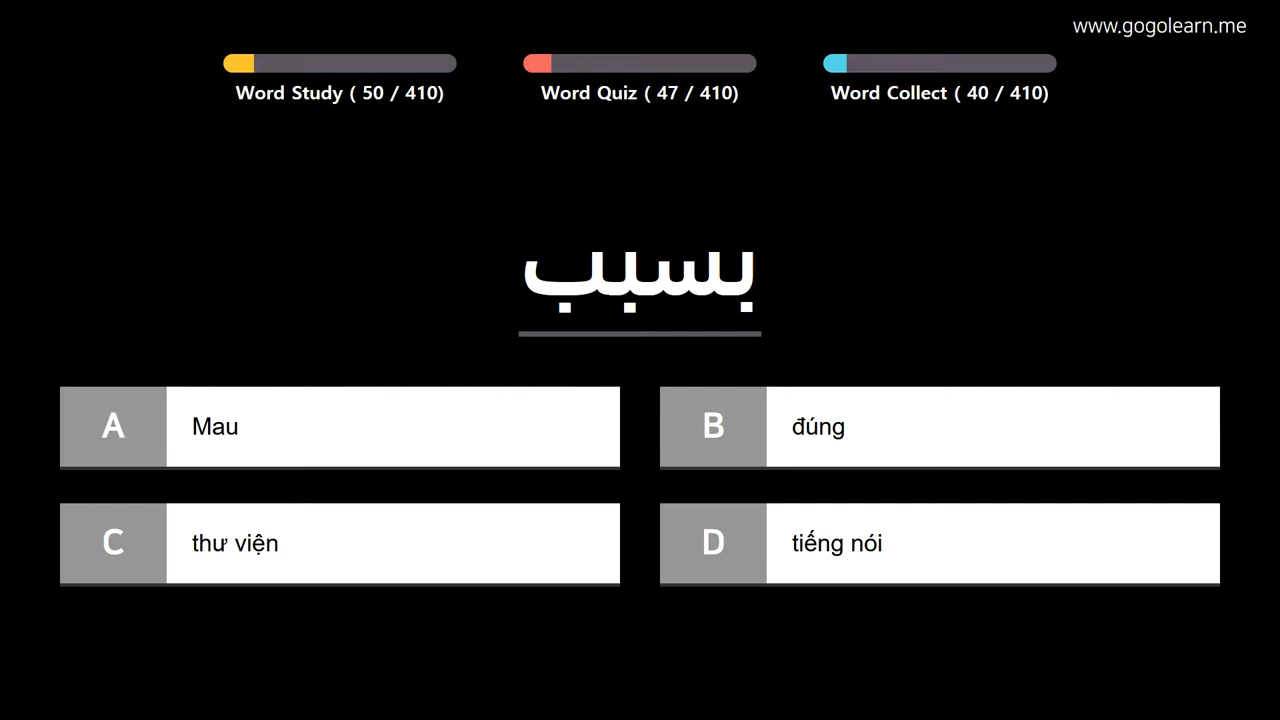 www.gogolearn.me
Word Study ( 50 / 410)
Word Quiz ( 47 / 410)
Word Collect ( 40 / 410)
بسبب
A Mau
B đúng
C thư viện
D tiếng nói